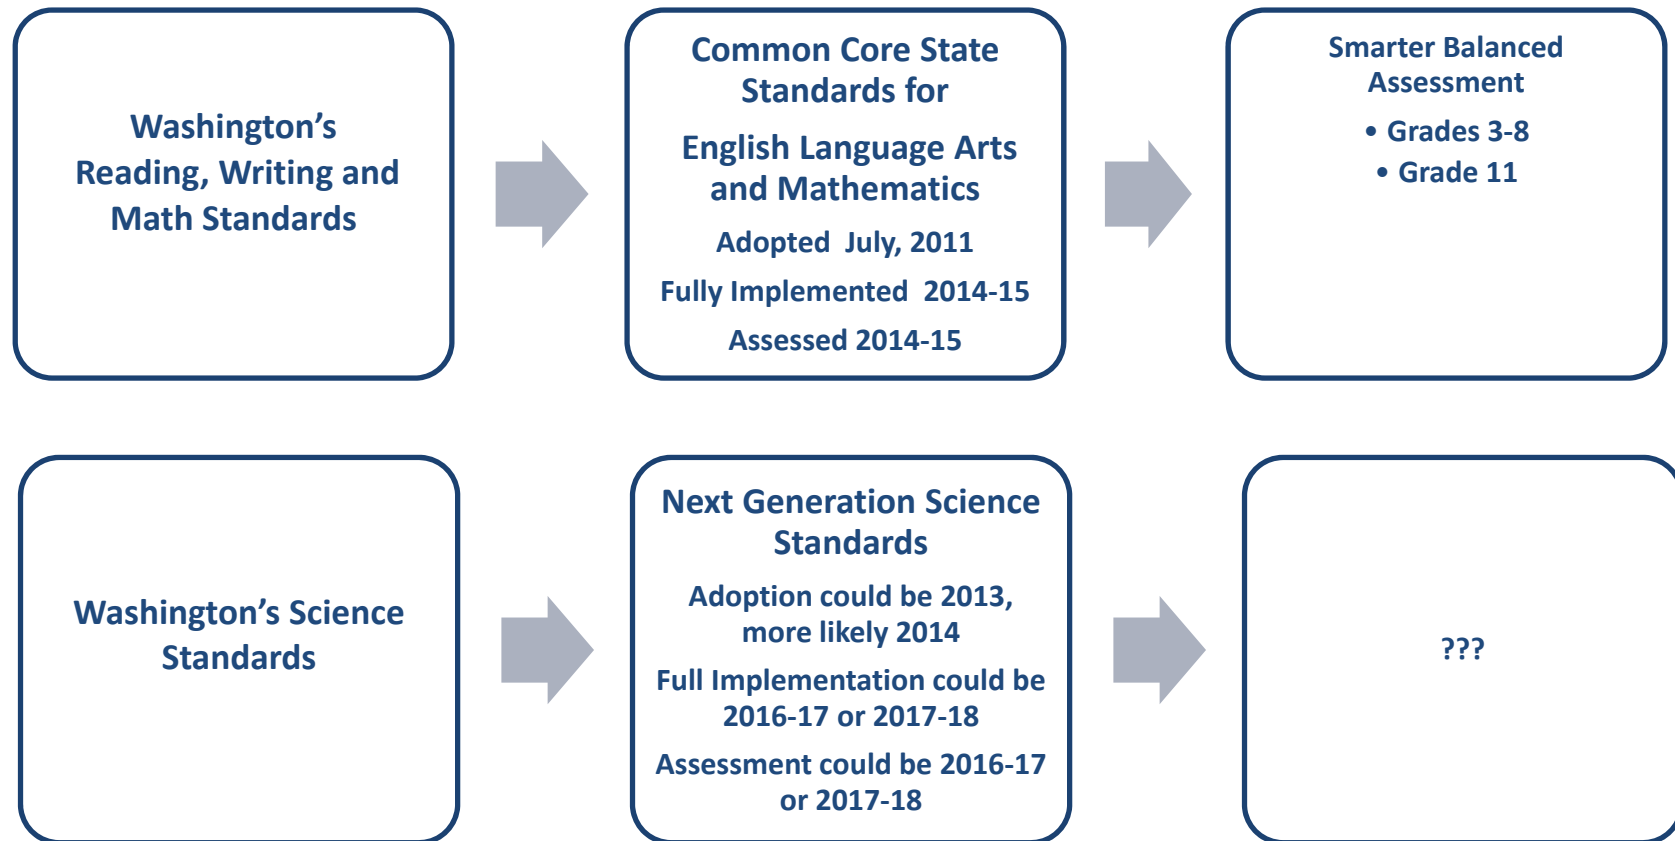 Washington’s
Reading, Writing and
Math Standards
Common Core State
Standards for
English Language Arts
and Mathematics
Adopted  July, 2011
Fully Implemented  2014-15
Assessed 2014-15
Smarter Balanced
Assessment
• Grades 3-8
• Grade 11
Washington’s Science
Standards
Next Generation Science
Standards
Adoption could be 2013,
more likely 2014
Full Implementation could be
2016-17 or 2017-18
Assessment could be 2016-17
or 2017-18
???